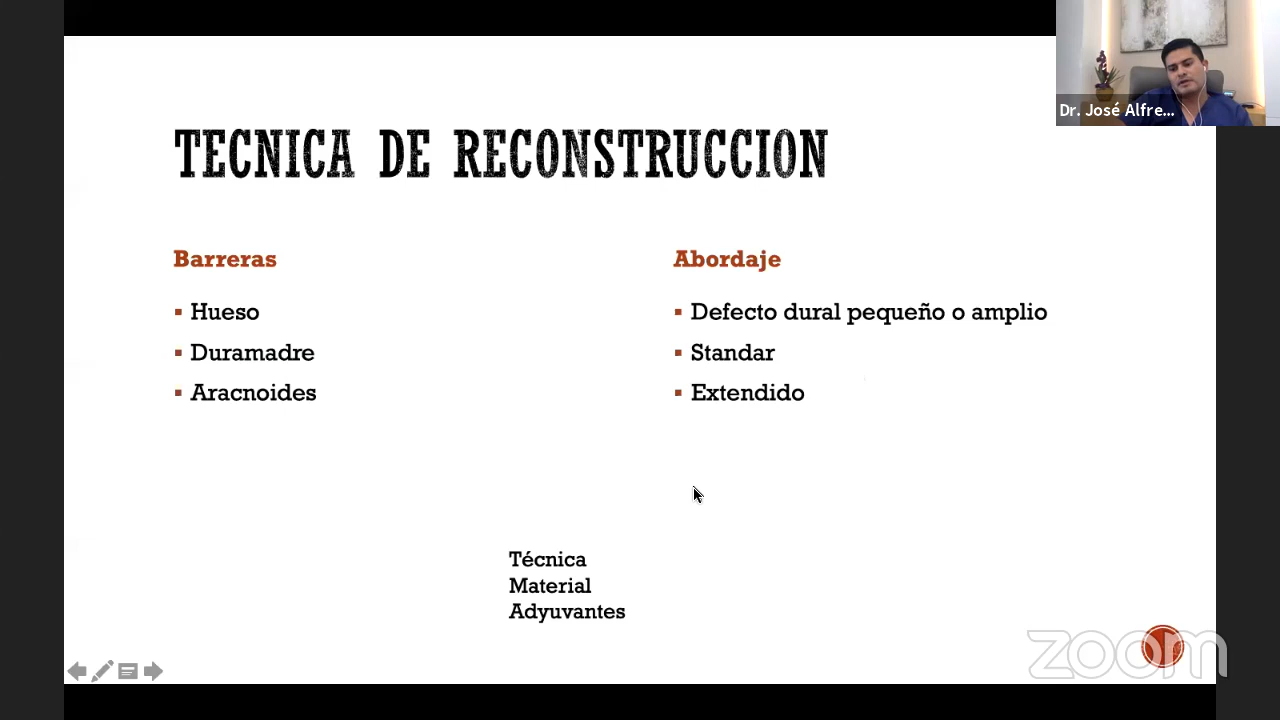 Dr. José Alfre...
TECNICA DE RECONSTRUCCION
Barreras
▪ Hueso
▪ Duramadre
▪ Aracnoides
Abordaje
▪ Defecto dural pequeño o amplio
▪ Standar
▪ Extendido
Técnica
Material
Adyuvantes
zoom